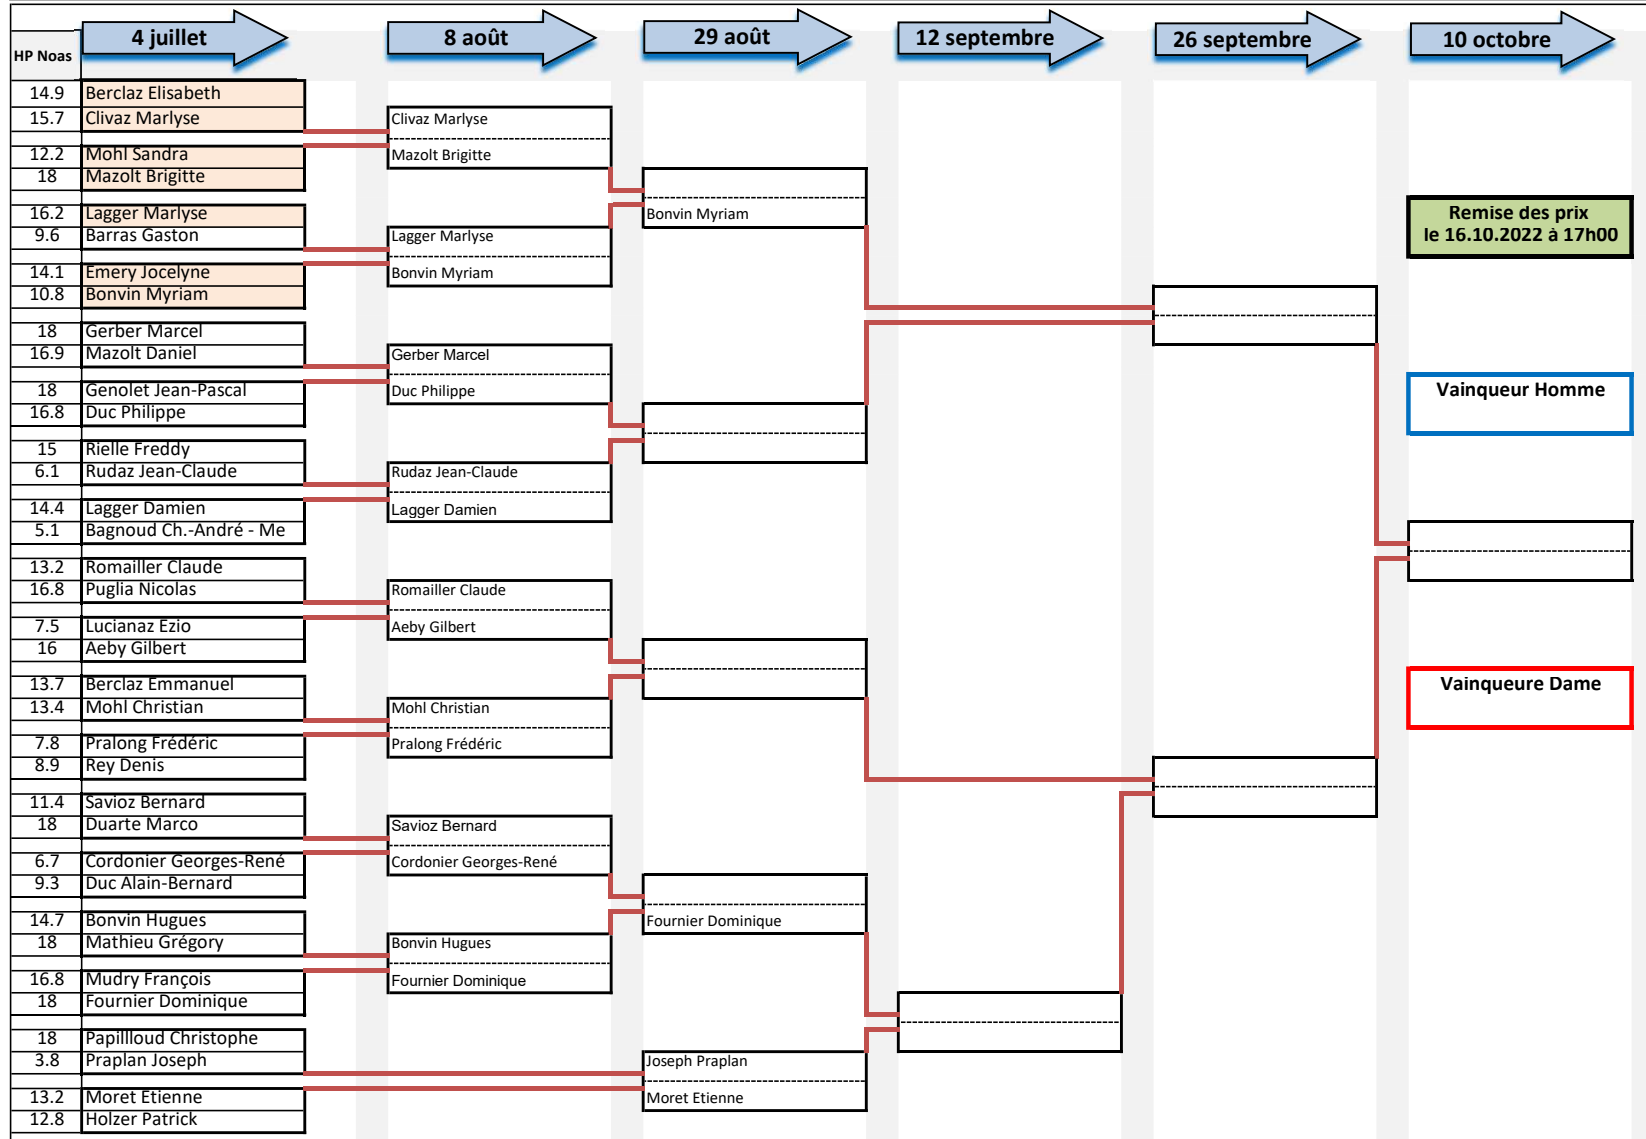 4 juillet
8 août
29 août
12 septembre
26 septembre
10 octobre
HP Noas
14.9 Berclaz Elisabeth
15.7 Clivaz Marlyse
12.2 Mohl Sandra
18 Mazolt Brigitte
16.2 Lagger Marlyse
9.6 Barras Gaston
14.1 Emery Jocelyne
10.8 Bonvin Myriam
18 Gerber Marcel
16.9 Mazolt Daniel
18 Genolet Jean-Pascal
16.8 Duc Philippe
15 Rielle Freddy
6.1 Rudaz Jean-Claude
14.4 Lagger Damien
5.1 Bagnoud Ch.-André - Me
13.2 Romailler Claude
16.8 Puglia Nicolas
7.5 Lucianaz Ezio
16 Aeby Gilbert
13.7 Berclaz Emmanuel
13.4 Mohl Christian
7.8 Pralong Frédéric
8.9 Rey Denis
11.4 Savioz Bernard
18 Duarte Marco
6.7 Cordonier Georges-René
9.3 Duc Alain-Bernard
14.7 Bonvin Hugues
18 Mathieu Grégory
16.8 Mudry François
18 Fournier Dominique
18 Papillloud Christophe
3.8 Praplan Joseph
13.2 Moret Etienne
12.8 Holzer Patrick
Clivaz Marlyse
Mazolt Brigitte
Lagger Marlyse
Bonvin Myriam
Gerber Marcel
Duc Philippe
Rudaz Jean-Claude
Lagger Damien
Romailler Claude
Aeby Gilbert
Mohl Christian
Pralong Frédéric
Savioz Bernard
Cordonier Georges-René
Bonvin Hugues
Fournier Dominique
Bonvin Myriam
Fournier Dominique
Joseph Praplan
Moret Etienne
Remise des prix
le 16.10.2022 à 17h00
Vainqueur Homme
Vainqueure Dame